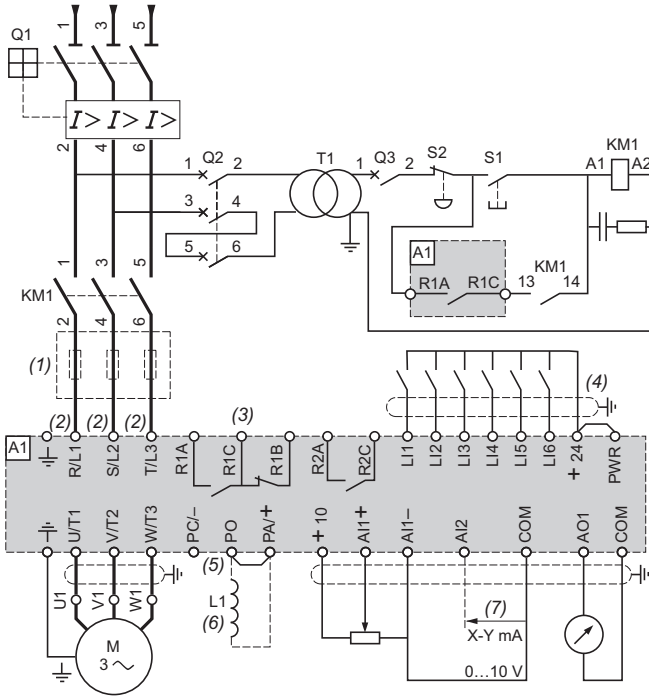 Q1
1 3 5
I> I> I>
2 4 6
1 Q2 2
3 4
5 6
T1
1 Q3 2
S2
S1
KM1
A1 A2
A1
R1A R1C
13 KM1 14
1 3 5
KM1
2 4 6
(1)
(2) (2) (2)
(3)
(4)
A1
R/L1 S/L2 T/L3 R1A R1C R1B R2A R2C LI1 LI2 LI3 LI4 LI5 LI6 + 24 PWR
U/T1 V/T2 W/T3 PC/– PO PA/+ + 10 AI1+ AI1– AI2 COM AO1 COM
(5)
U1 V1 W1
L1
(6)
(7)
X-Y mA
M
3 ~
0...10 V